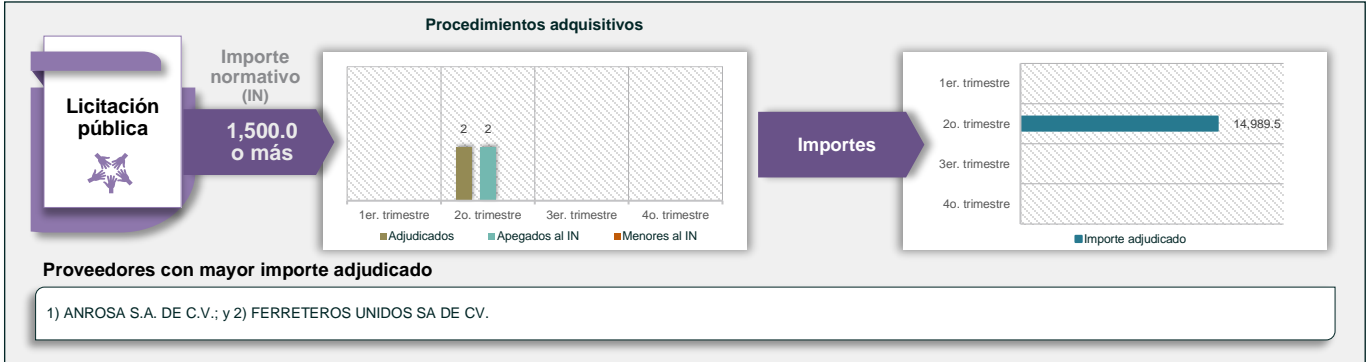 Procedimientos adquisitivos
Licitación
pública
Importe
normativo
(IN)
1,500.0
o más
2 2
1er. trimestre 2o. trimestre 3er. trimestre 4o. trimestre
Adjudicados Apegados al IN Menores al IN
Importes
1er. trimestre
2o. trimestre 14,989.5
3er. trimestre
4o. trimestre
Importe adjudicado
Proveedores con mayor importe adjudicado
1) ANROSA S.A. DE C.V.; y 2) FERRETEROS UNIDOS SA DE CV.